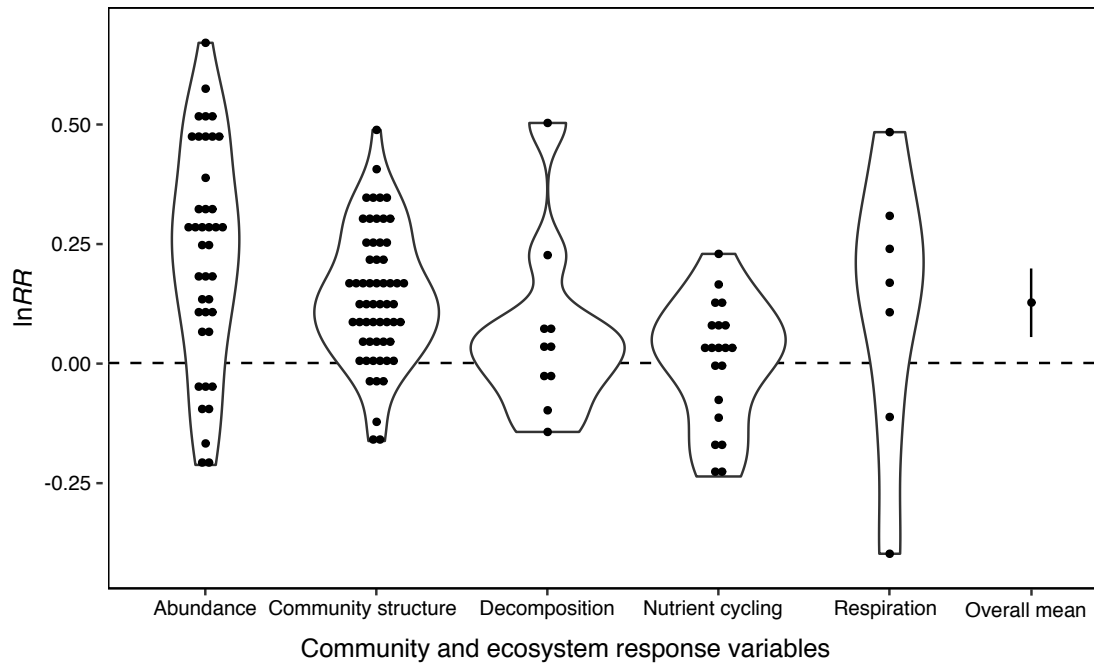 0.50
0.25
0.00
-0.25
lnRR
Abundance Community structure Decomposition Nutrient cycling Respiration Overall mean
Community and ecosystem response variables